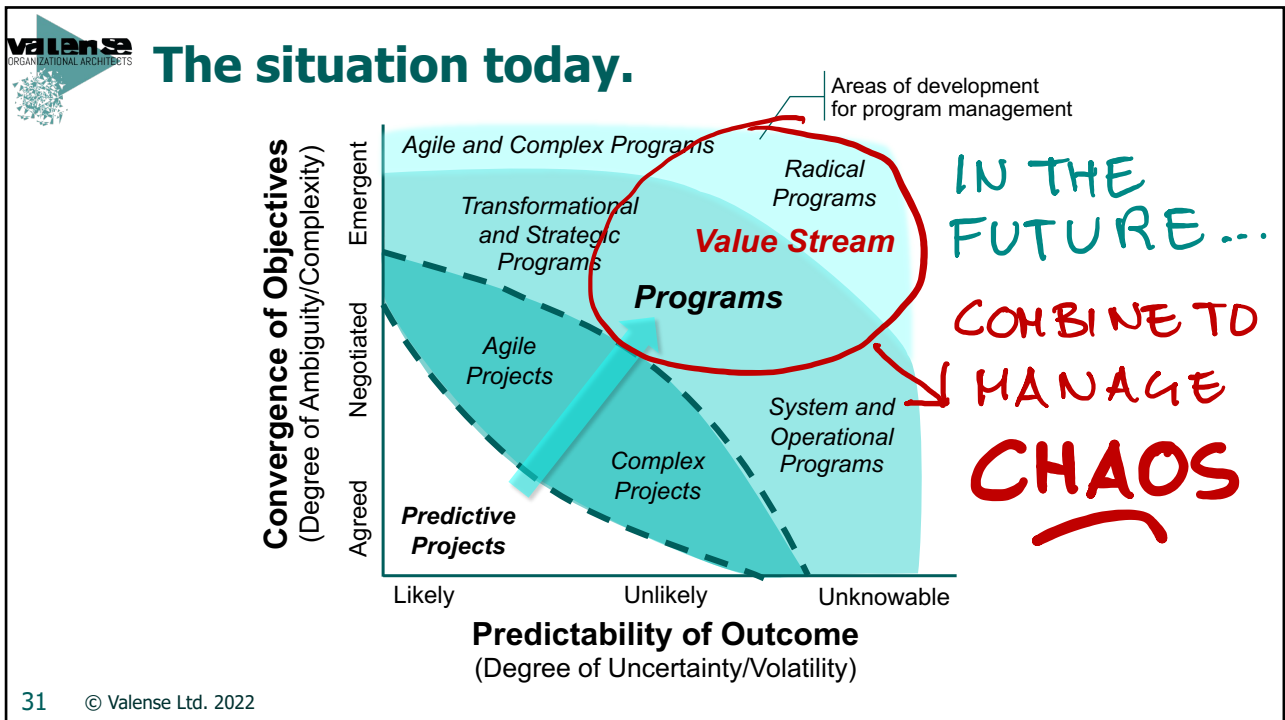 valense
ORGANIZATIONAL ARCHITECTS
The situation today.
Areas of development
for program management
Convergence of Objectives
(Degree of Ambiguity/Complexity)
Emergent
Negotiated
Agreed
Agile and Complex Programs
Radical
Programs
Transformational
and Strategic
Programs
Value Stream
Programs
Agile
Projects
Complex
Projects
System and
Operational
Programs
Predictive
Projects
IN THE
FUTURE...
COMBINE TO
MANAGE
CHAOS
Likely
Unlikely
Unknowable
Predictability of Outcome
(Degree of Uncertainty/Volatility)
31 © Valense Ltd. 2022